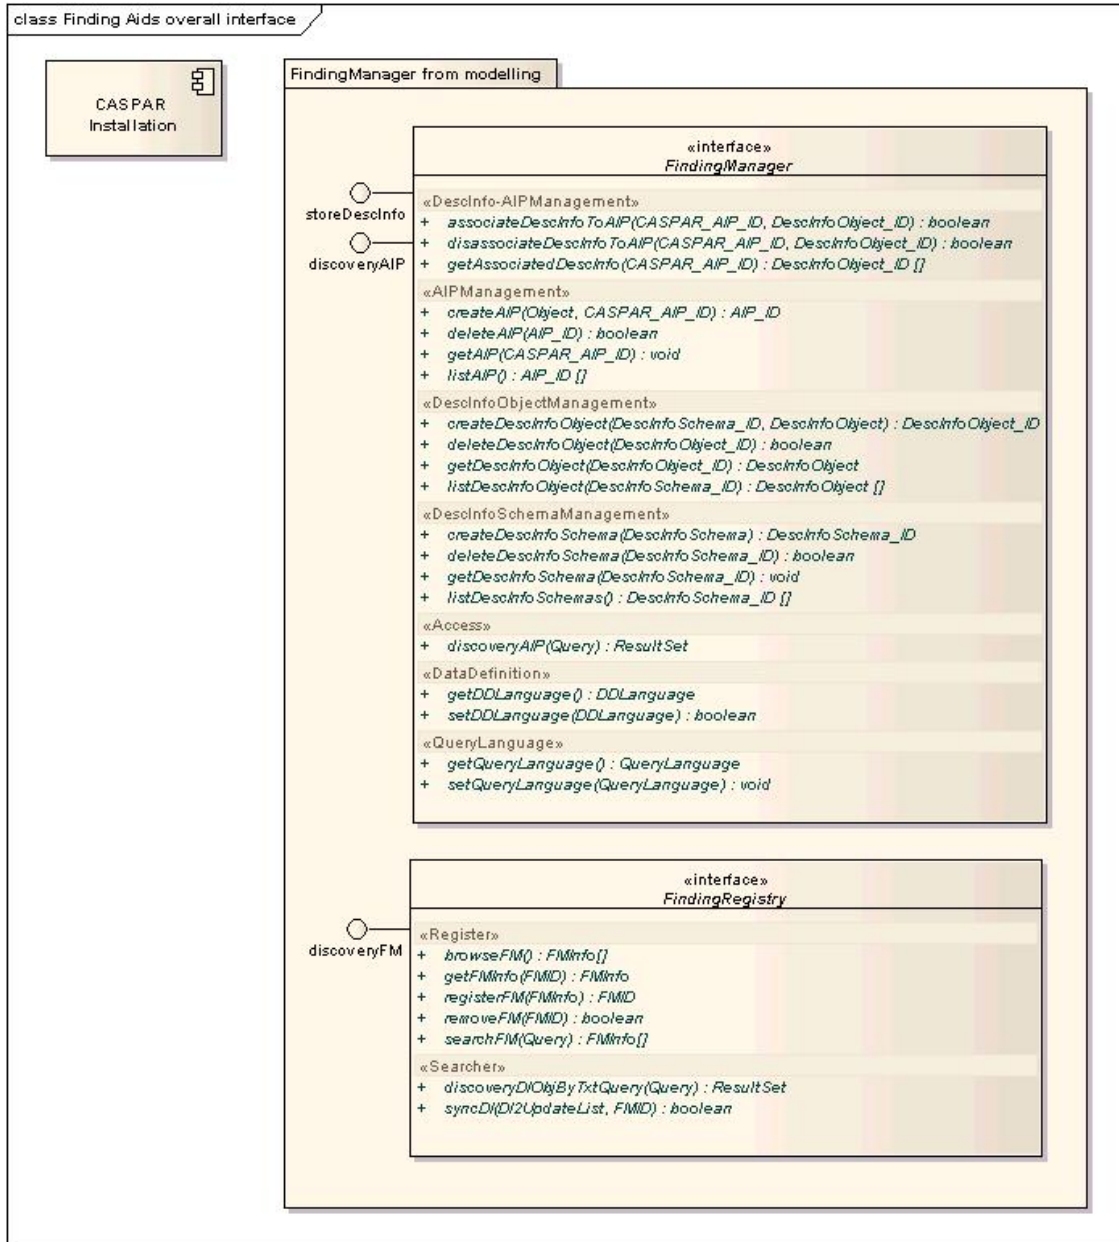 class Finding Aids overall interface
CASPAR
Installation
FindingManager from modelling
«interface»
FindingManager
storeDescInfo
discoveryAIP
«DescInfo-AIPManagement»
+ associateDescInfoToAIP(CASPAR_AIP_ID, DescInfoObject_ID) : boolean
+ disassociateDescInfoToAIP(CASPAR_AIP_ID, DescInfoObject_ID) : boolean
+ getAssociatedDescInfo(CASPAR_AIP_ID) : DescInfoObject_ID []
«AIPManagement»
+ createAIP(Object, CASPAR_AIP_ID) : AIP_ID
+ deleteAIP(AIP_ID) : boolean
+ getAIP(CASPAR_AIP_ID) : void
+ listAIP() : AIP_ID []
«DescInfoObjectManagement»
+ createDescInfoObject(DescInfoSchema_ID, DescInfoObject) : DescInfoObject_ID
+ deleteDescInfoObject(DescInfoObject_ID) : boolean
+ getDescInfoObject(DescInfoObject_ID) : DescInfoObject
+ listDescInfoObject(DescInfoSchema_ID) : DescInfoObject []
«DescInfoSchemaManagement»
+ createDescInfoSchema(DescInfoSchema) : DescInfoSchema_ID
+ deleteDescInfoSchema(DescInfoSchema_ID) : boolean
+ getDescInfoSchema(DescInfoSchema_ID) : void
+ listDescInfoSchemas() : DescInfoSchema_ID []
«Access»
+ discoveryAIP(Query) : ResultSet
«DataDefinition»
+ getDDLanguage() : DDLanguage
+ setDDLanguage(DDLanguage) : boolean
«QueryLanguage»
+ getQueryLanguage() : QueryLanguage
+ setQueryLanguage(QueryLanguage) : void
«interface»
FindingRegistry
discoveryFM
«Register»
+ browseFM() : FMInfo[]
+ getFMInfo(FMID) : FMInfo
+ registerFM(FMInfo) : FMID
+ removeFM(FMID) : boolean
+ searchFM(Query) : FMInfo[]
«Searcher»
+ discoveryDIObjByTxtQuery(Query) : ResultSet
+ syncDI(DI2UpdateList, FMID) : boolean